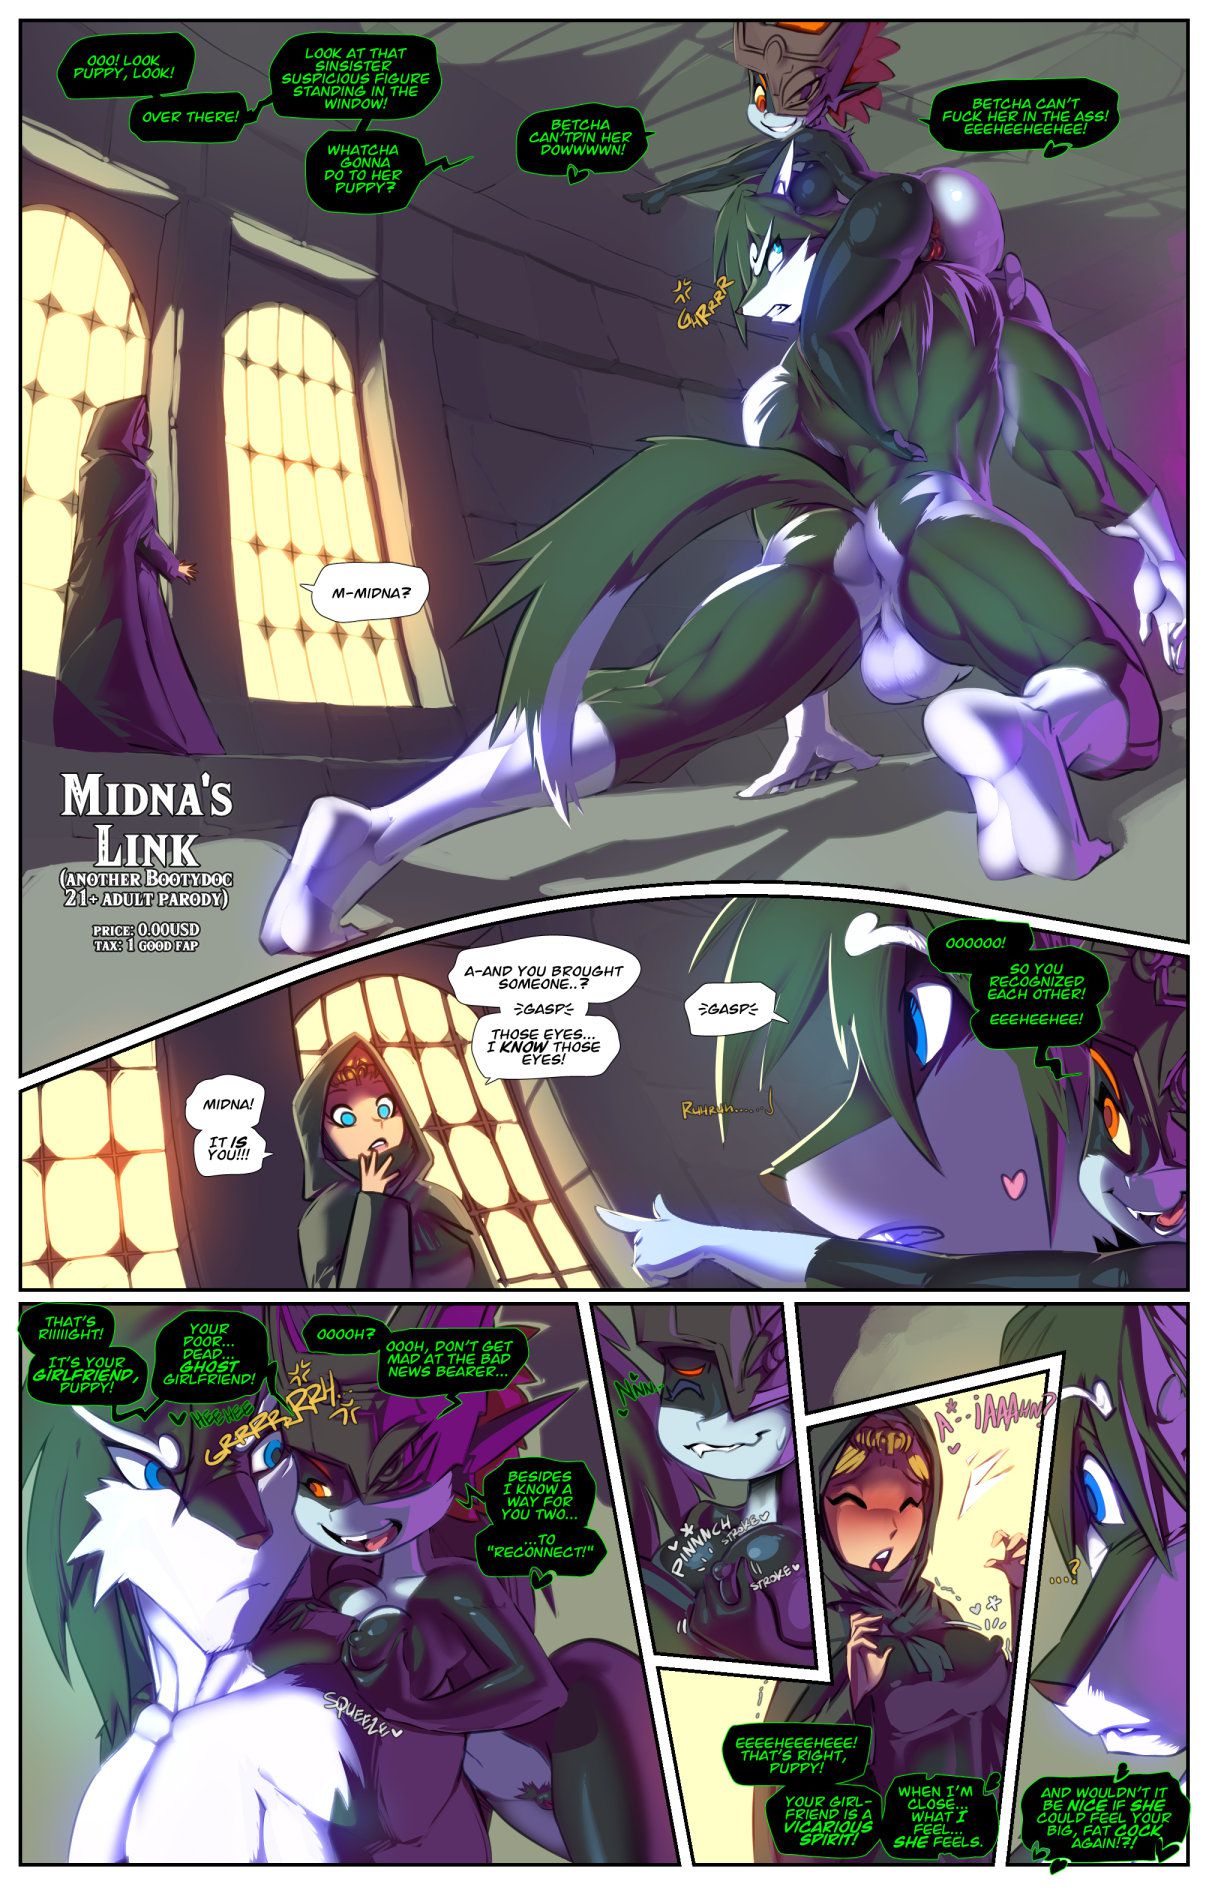 OOO! LOOK
PUPPY, LOOK!
OVER THERE!
LOOK AT THAT
SINSISTER
SUSPICIOUS FIGURE
STANDING IN THE
WINDOW!
WHATCHA
GONNA
DO TO HER
PUPPY?
BETCHA
CAN'TPIN HER
DOWWWWN!
BETCHA CAN'T
FUCK HER IN THE ASS!
EEEHEEHEEHEE!
GHRRRR
M-MIDNA?
MIDNA'S
LINK
(ANOTHER BOOTYDOC
21+ ADULT PARODY)
PRICE: 0.00USD
TAX: 1 GOOD FAP
MIDNA!
IT IS
YOU!!!
A-AND YOU BROUGHT
SOMEONE..?
GASP
THOSE EYES...
I KNOW THOSE
EYES!
GASP
OOOOOO!
SO YOU
RECOGNIZED
EACH OTHER!
EEEHEEHEE!
THAT'S
RIIIIIGHT!
IT'S YOUR
GIRLFRIEND,
PUPPY!
YOUR
POOR...
DEAD...
GHOST
GIRLFRIEND!
HEEHEE
OOOOH?
OOOH, DON'T GET
MAD AT THE BAD
NEWS BEARER...
BESIDES
I KNOW A
WAY FOR
YOU TWO...
...TO
"RECONNECT!"
SQUEEZE
PINNNCH
STROKE
STROKE
...?
EEEEHEEEHEEE!
THAT'S RIGHT,
PUPPY!
YOUR GIRL-
FRIEND IS A
VICARIOUS
SPIRIT!
WHEN I'M
CLOSE...
WHAT I
FEEL...
SHE FEELS.
AND WOULDN'T IT
BE NICE IF SHE
COULD FEEL YOUR
BIG, FAT COCK
AGAIN!?!